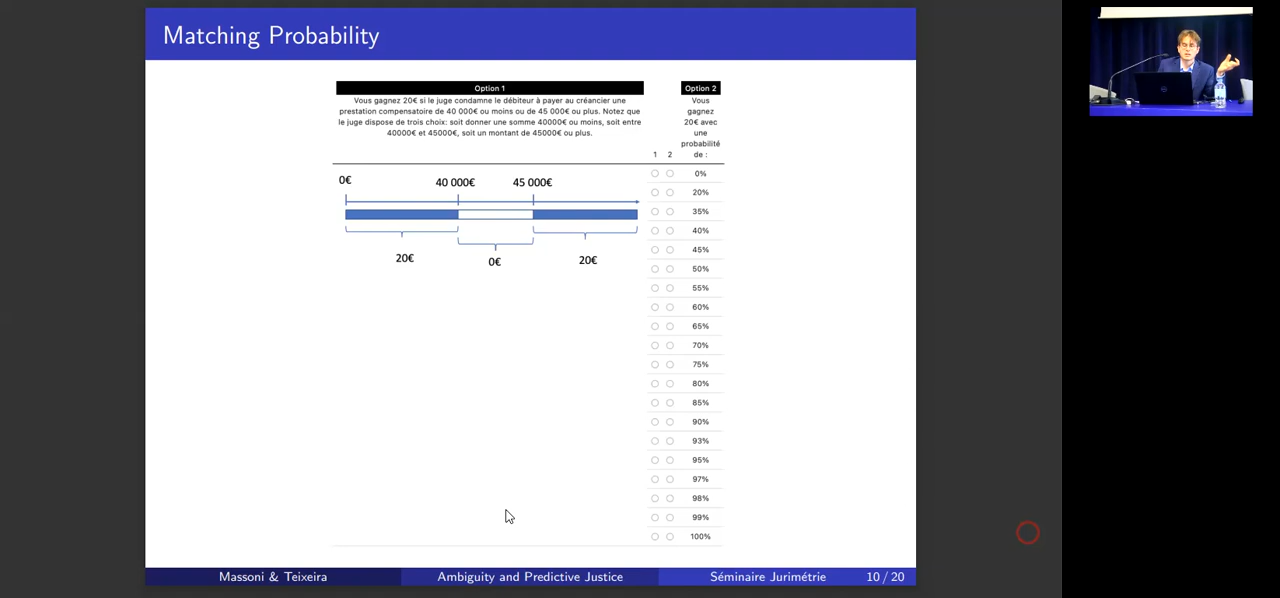 Matching Probability
Option 1
Vous gagnez 20€ si le juge condamne le débiteur à payer au créancier une
prestation compensatoire de 40 000€ ou moins ou de 45 000€ ou plus. Notez que
le juge dispose de trois choix: soit donner une somme 40000€ ou moins, soit entre
40000€ et 45000€, soit un montant de 45000€ ou plus.
Option 2
Vous
gagnez
20€ avec
une
probabilité
de :
1 2
0€ 40 000€ 45 000€
20€ 0€ 20€
0%
20%
35%
40%
45%
50%
55%
60%
65%
70%
75%
80%
85%
90%
93%
95%
97%
98%
99%
100%
Massoni & Teixeira Ambiguity and Predictive Justice Séminaire Jurimétrie 10 / 20